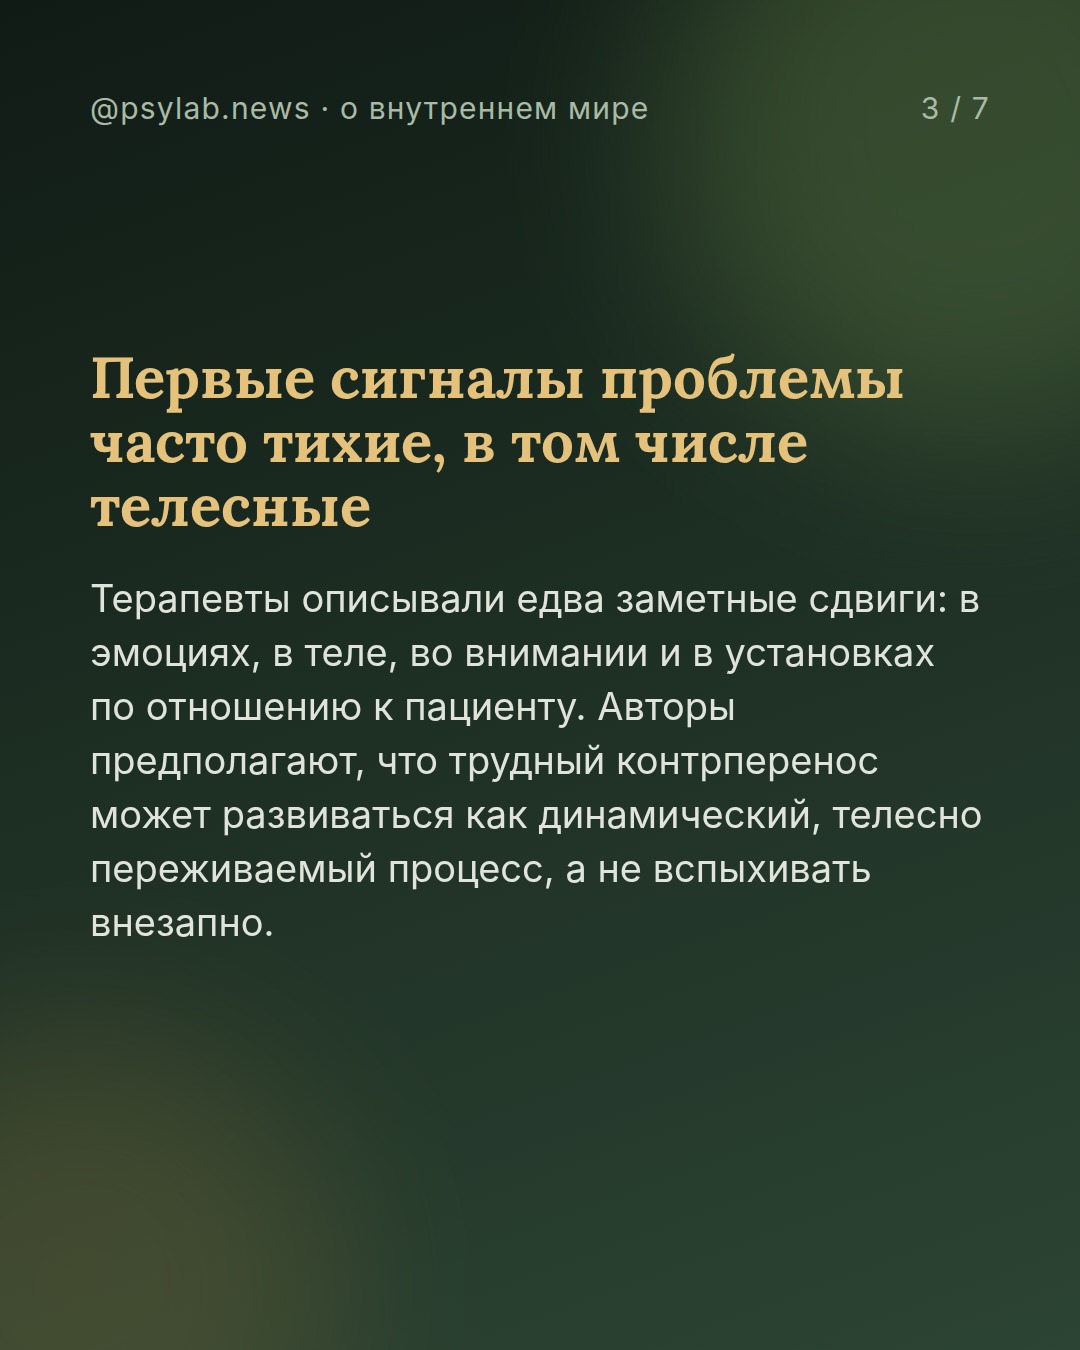 @psylab.news · о внутреннем мире
3 / 7
Первые сигналы проблемы
часто тихие, в том числе
телесные
Терапевты описывали едва заметные сдвиги: в
эмоциях, в теле, во внимании и в установках
по отношению к пациенту. Авторы
предполагают, что трудный контрперенос
может развиваться как динамический, телесно
переживаемый процесс, а не вспыхивать
внезапно.